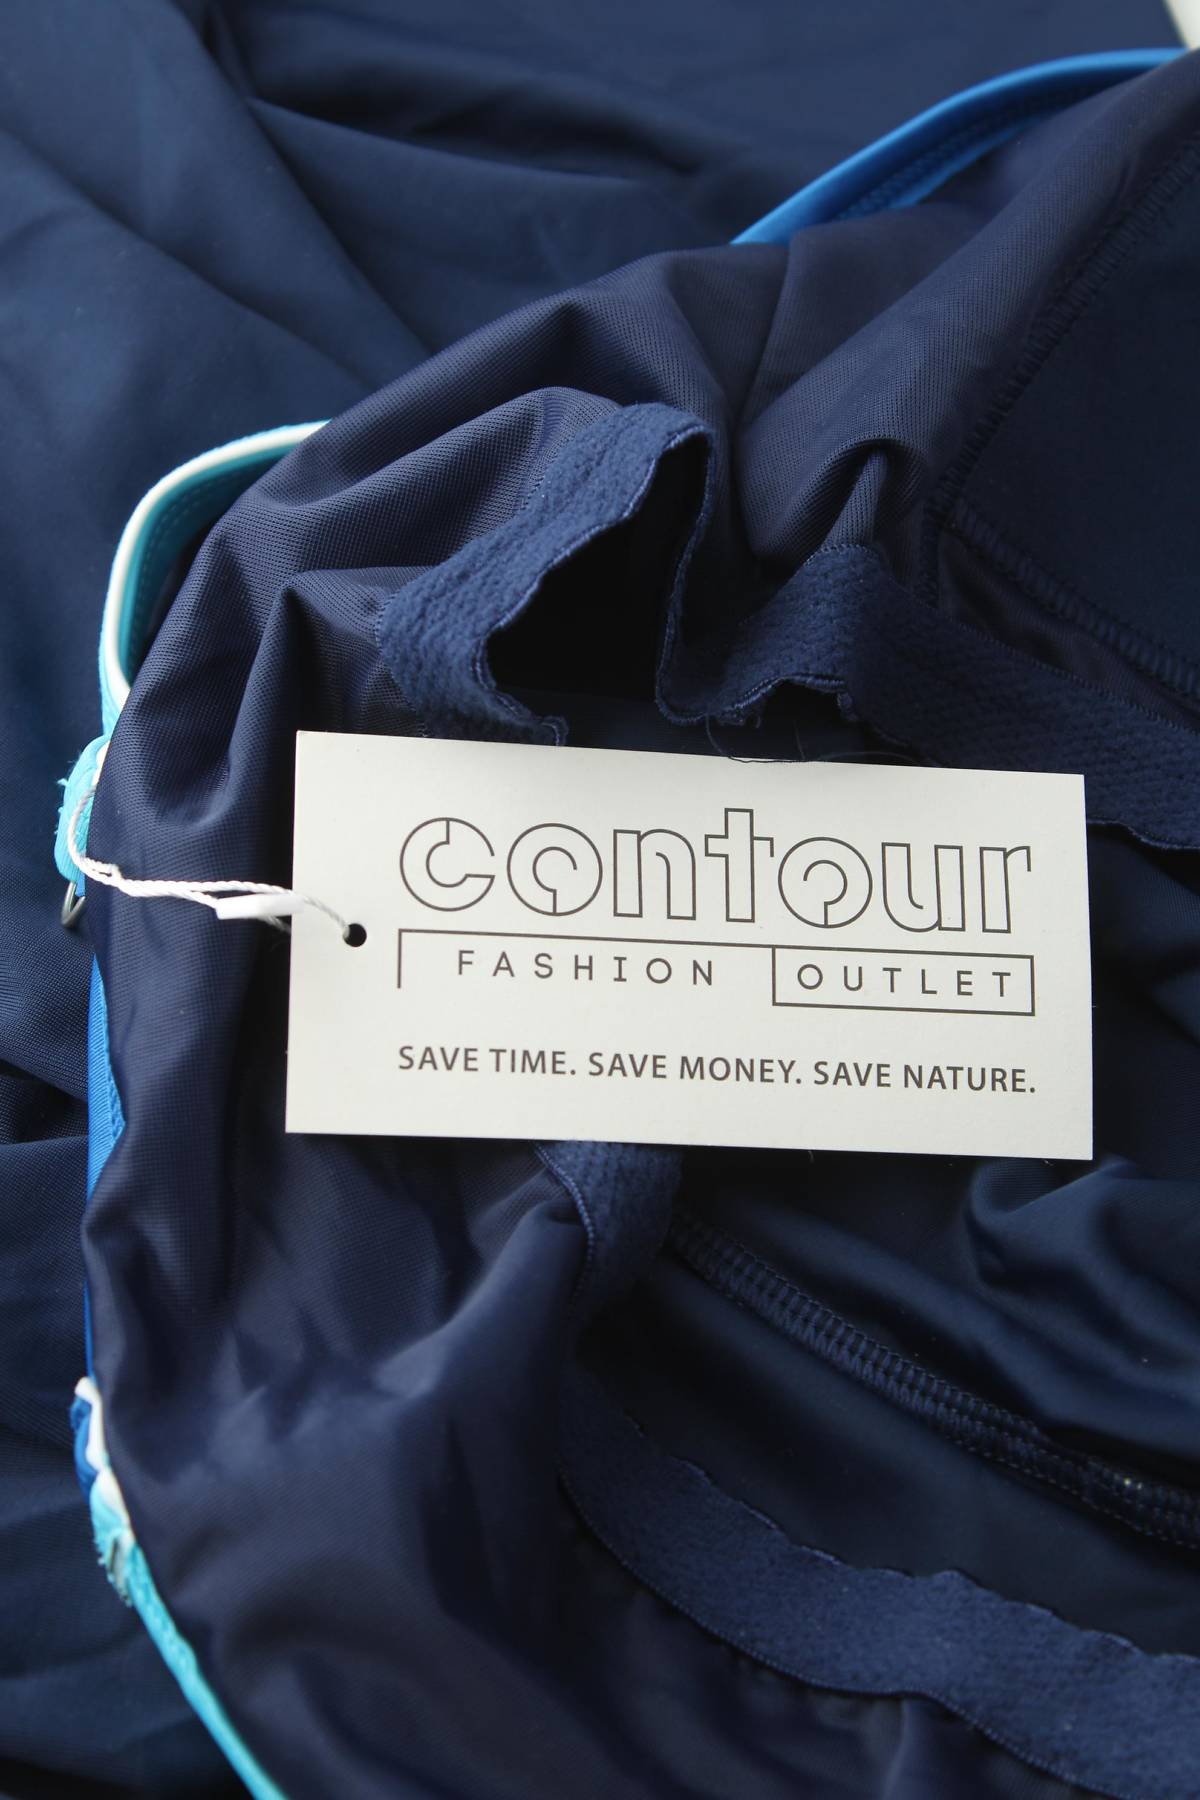 contour
FASHION OUTLET
SAVE TIME. SAVE MONEY. SAVE NATURE.